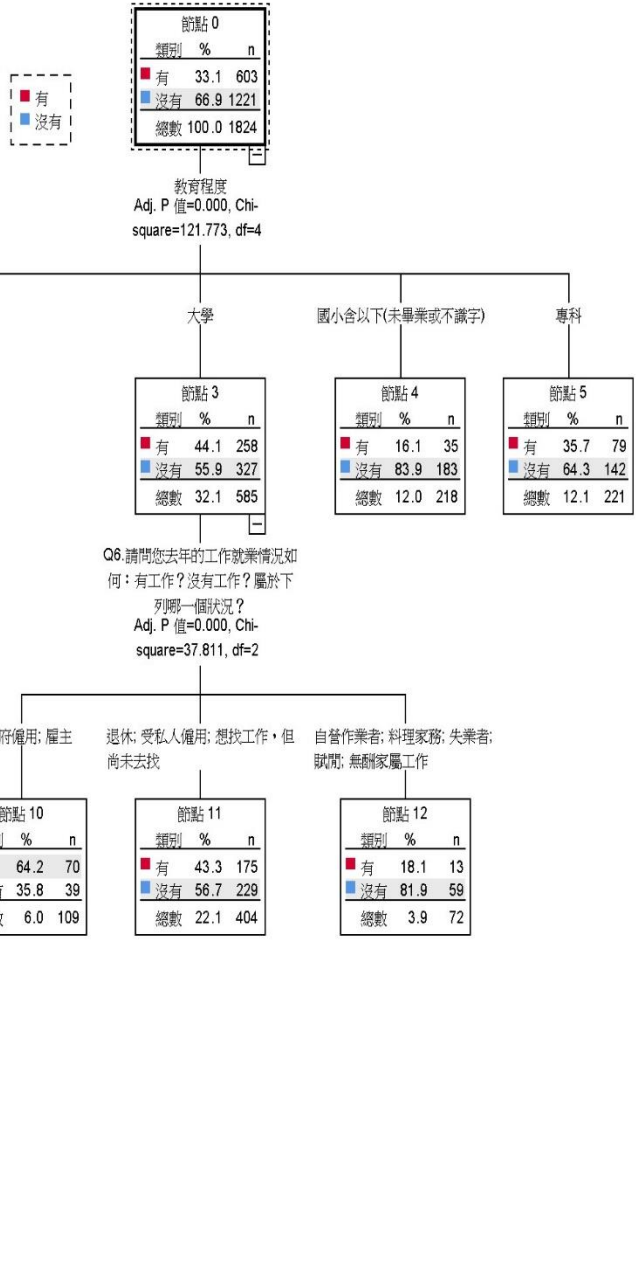 節點 0
類別 % n
有 33.1 603
沒有 66.9 1221
總數 100.0 1824
有
沒有
教育程度
Adj. P 值=0.000, Chi-
square=121.773, df=4
大學
國小含以下(未畢業或不識字)
專科
節點 3
類別 % n
有 44.1 258
沒有 55.9 327
總數 32.1 585
節點 4
類別 % n
有 16.1 35
沒有 83.9 183
總數 12.0 218
節點 5
類別 % n
有 35.7 79
沒有 64.3 142
總數 12.1 221
Q6.請問您去年的工作就業情況如
何：有工作？沒有工作？屬於下
列哪一個狀況？
Adj. P 值=0.000, Chi-
square=37.811, df=2
僱用; 雇主
退休; 受私人僱用; 想找工作，但
尚未去找
自營作業者; 料理家務; 失業者;
賦閒; 無酬家屬工作
節點 10
% n
64.2 70
35.8 39
6.0 109
節點 11
類別 % n
有 43.3 175
沒有 56.7 229
總數 22.1 404
節點 12
類別 % n
有 18.1 13
沒有 81.9 59
總數 3.9 72